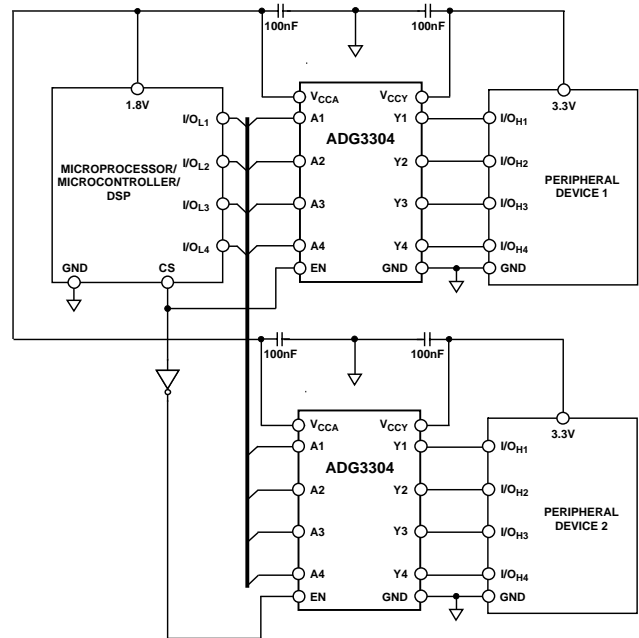 100nF 100nF
1.8V
VCCA VCCY
3.3V
I/OL1 A1 Y1 I/OH1
ADG3304
MICROPROCESSOR/
MICROCONTROLLER/
DSP
I/OL2 A2 Y2 I/OH2
PERIPHERAL
DEVICE 1
I/OL3 A3 Y3 I/OH3
I/OL4 A4 Y4 I/OH4
GND CS EN GND GND
100nF 100nF
VCCA VCCY
3.3V
A1 Y1 I/OH1
ADG3304
A2 Y2 I/OH2
PERIPHERAL
DEVICE 2
A3 Y3 I/OH3
A4 Y4 I/OH4
EN GND GND